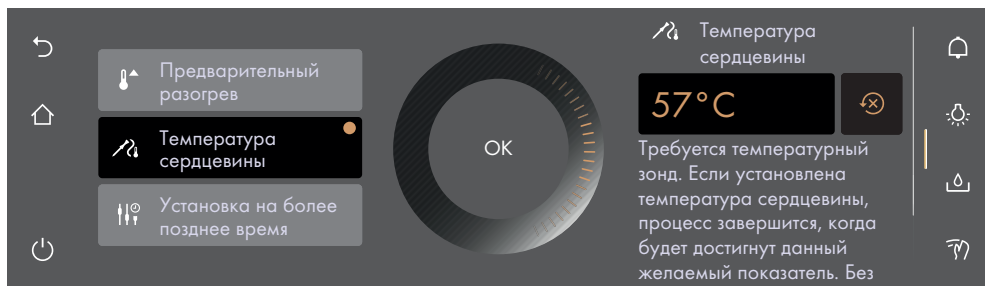 Предварительный
разогрев
Температура
сердцевины
Установка на более
позднее время
OK
Температура
сердцевины
57°C
Требуется температурный
зонд. Если установлена
температура сердцевины,
процесс завершится, когда
будет достигнут данный
желаемый показатель. Без